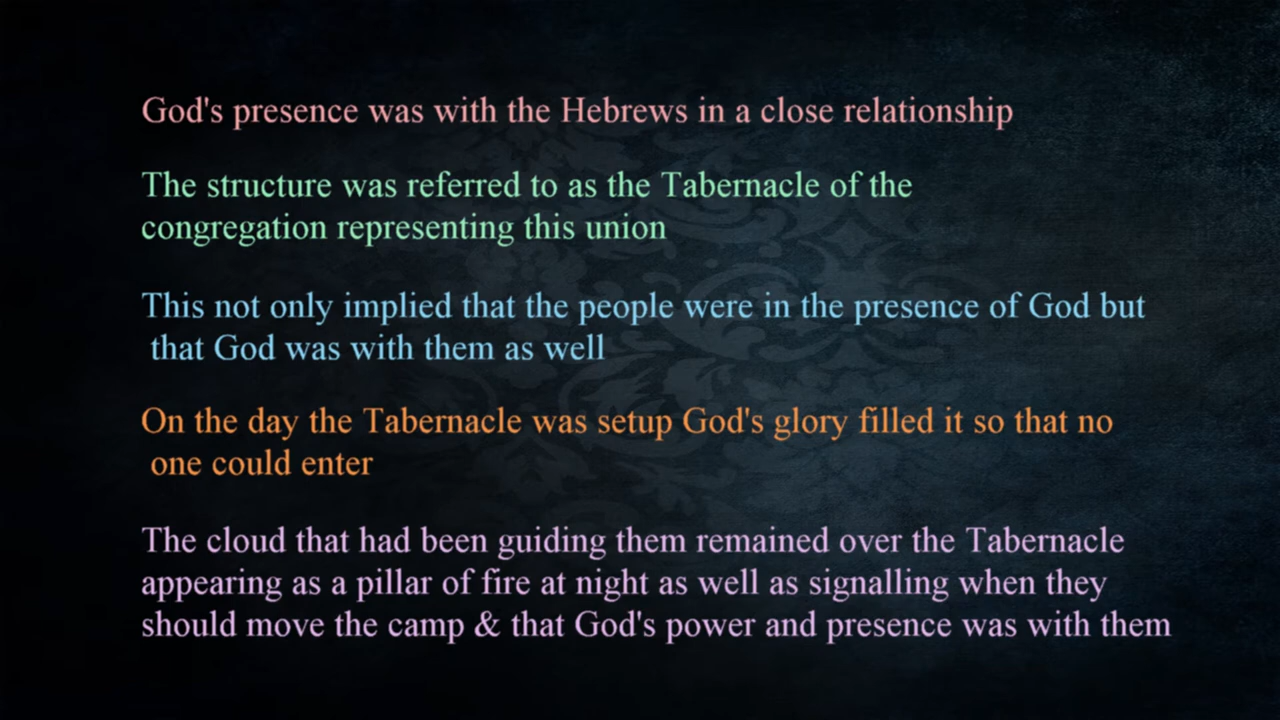 God's presence was with the Hebrews in a close relationship
The structure was referred to as the Tabernacle of the
congregation representing this union
This not only implied that the people were in the presence of God but
that God was with them as well
On the day the Tabernacle was setup God's glory filled it so that no
one could enter
The cloud that had been guiding them remained over the Tabernacle
appearing as a pillar of fire at night as well as signalling when they
should move the camp & that God's power and presence was with them